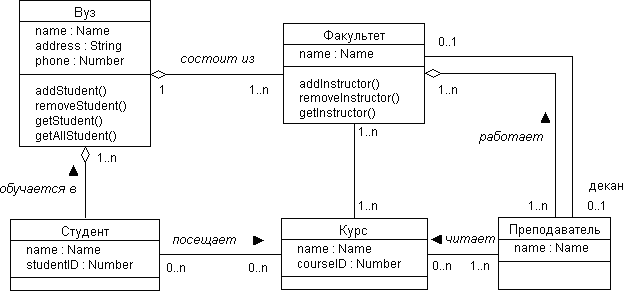 Вуз
name : Name
address : String
phone : Number
addStudent()
removeStudent()
getStudent()
getAllStudent()
состоит из
1
1..n
Факультет
name : Name
addInstructor()
removeInstructor()
getInstructor()
0..1
1..n
работает
1..n
обучается в
1..n
1..n
декан
1..n
0..1
Студент
name : Name
studentID : Number
посещает
0..n
0..n
Курс
name : Name
courseID : Number
читает
0..n
1..n
Преподаватель
name : Name